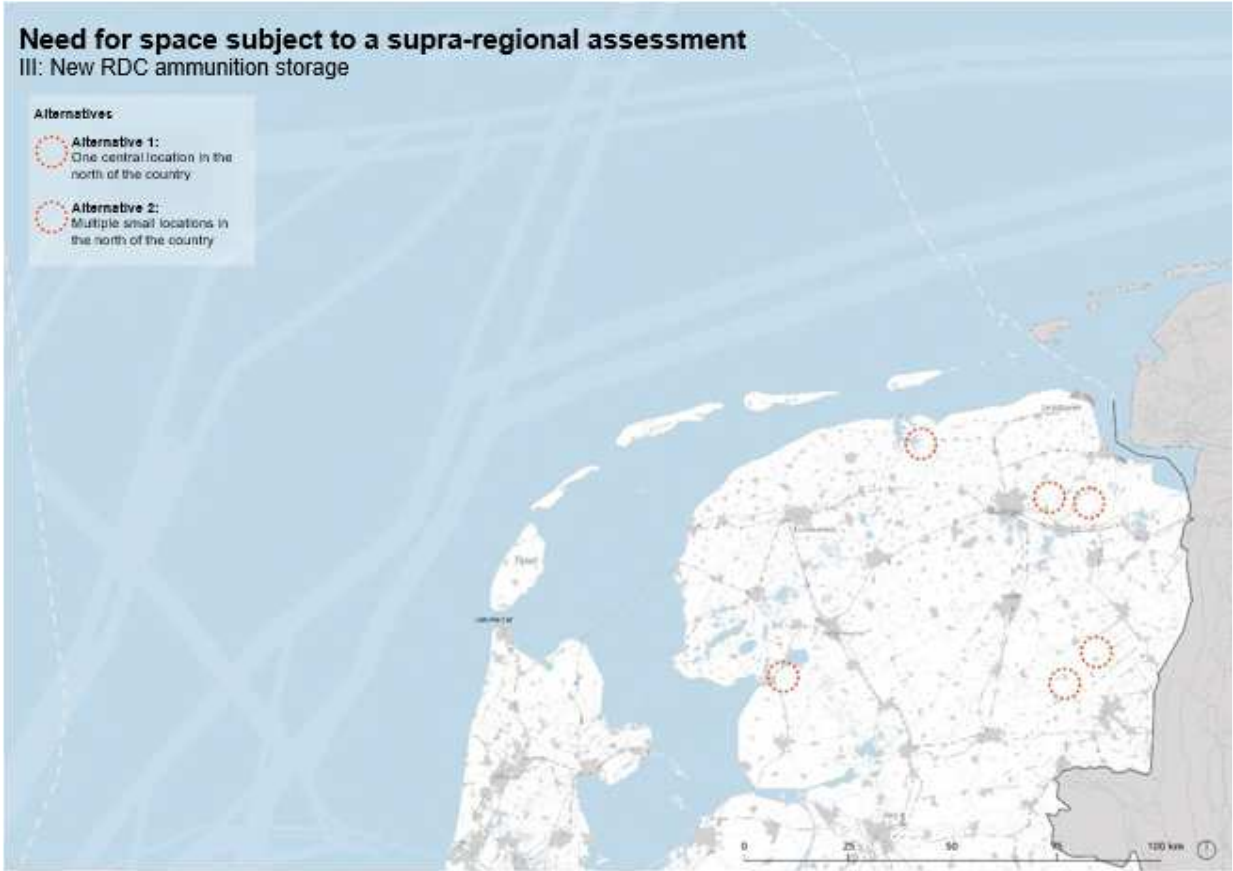 Need for space subject to a supra-regional assessment
III: New RDC ammunition storage
Alternatives
Alternative 1:
One central location in the
north of the country
Alternative 2:
Multiple small locations in
the north of the country
Texel
0
25
50
75
100 km